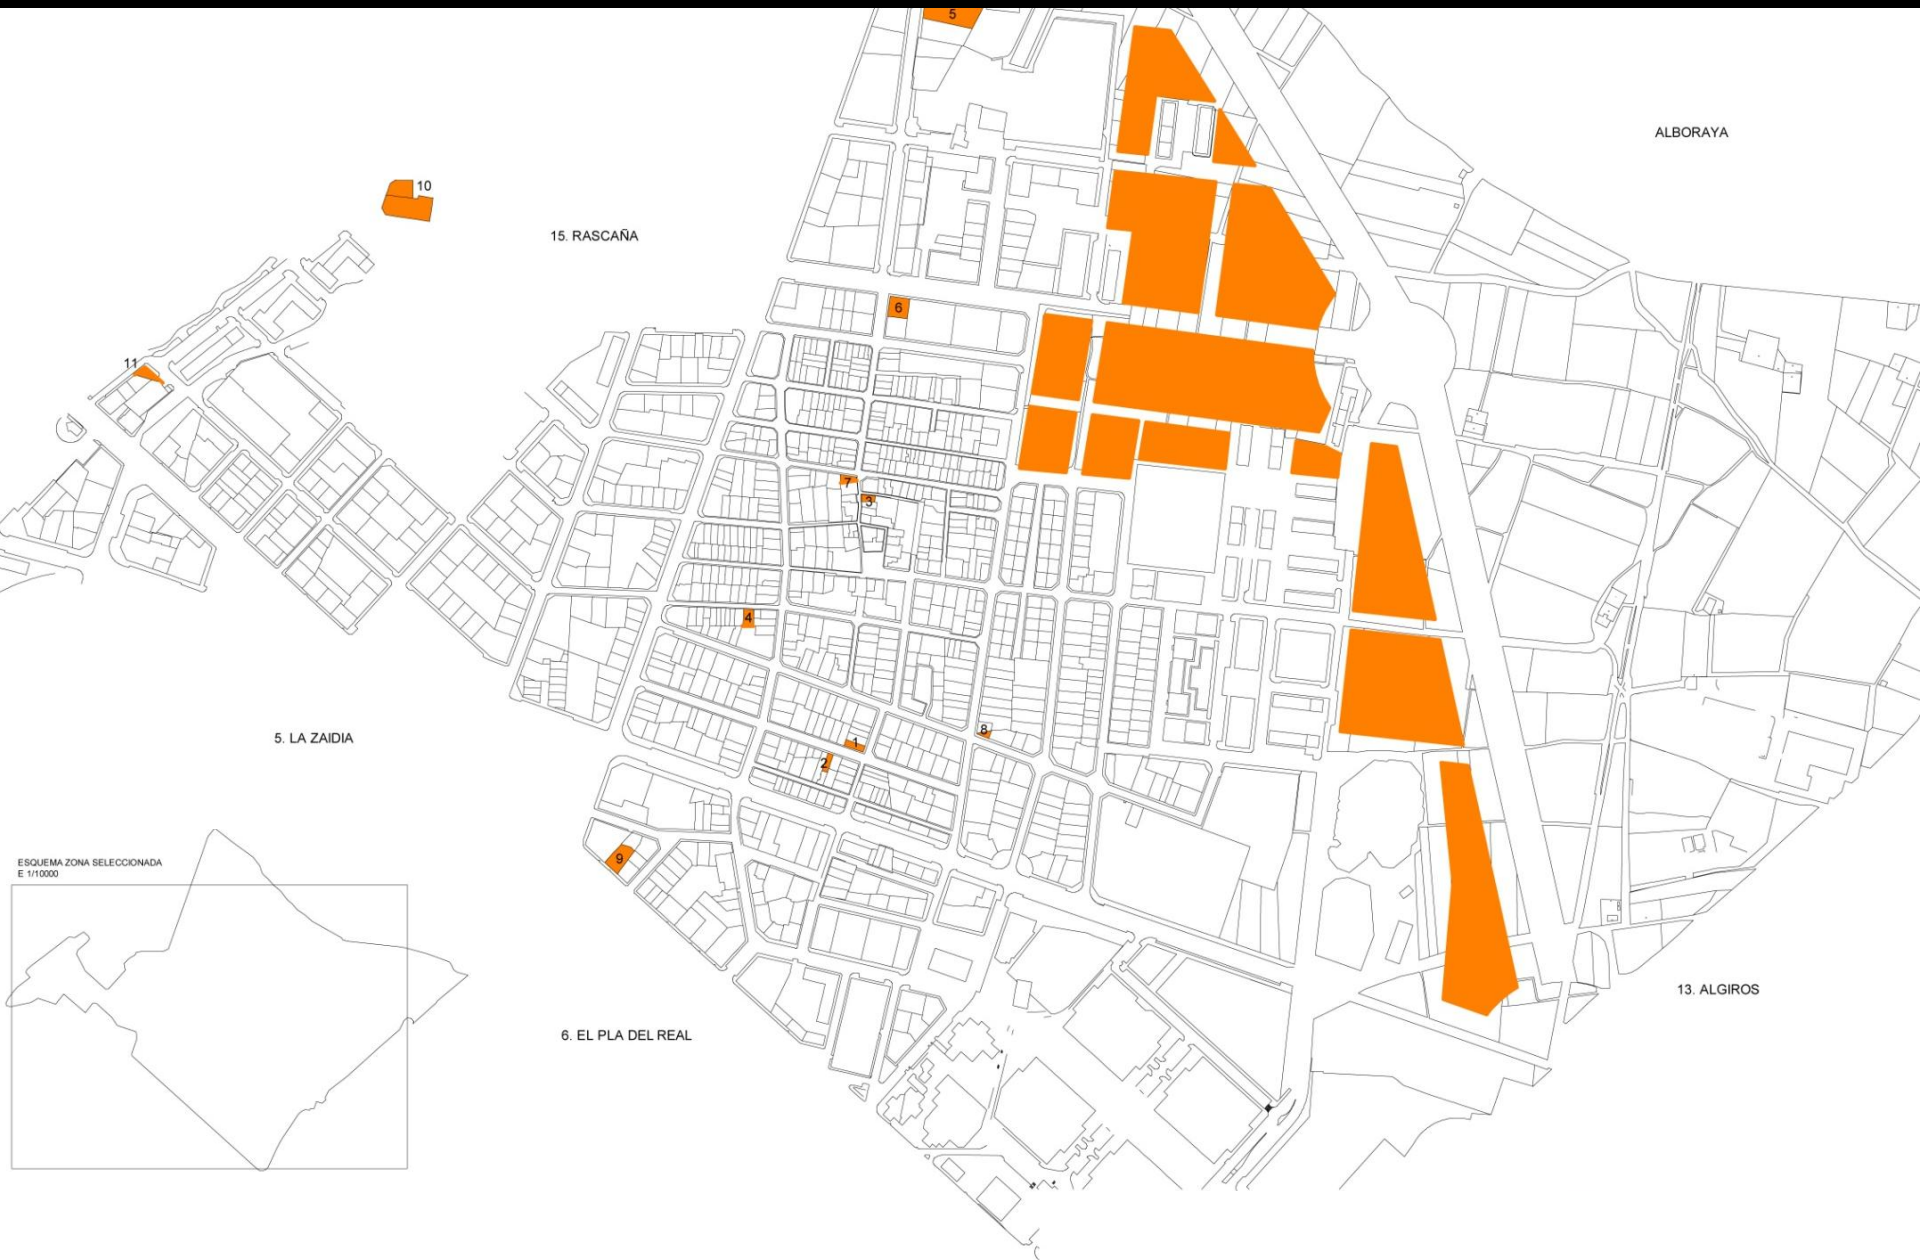 5
ALBORAYA
10
15. RASCAÑA
6
11
7
3
4
8
5. LA ZAIDIA
1
2
9
ESQUEMA ZONA SELECCIONADA
E 1/10000
13. ALGIROS
6. EL PLA DEL REAL